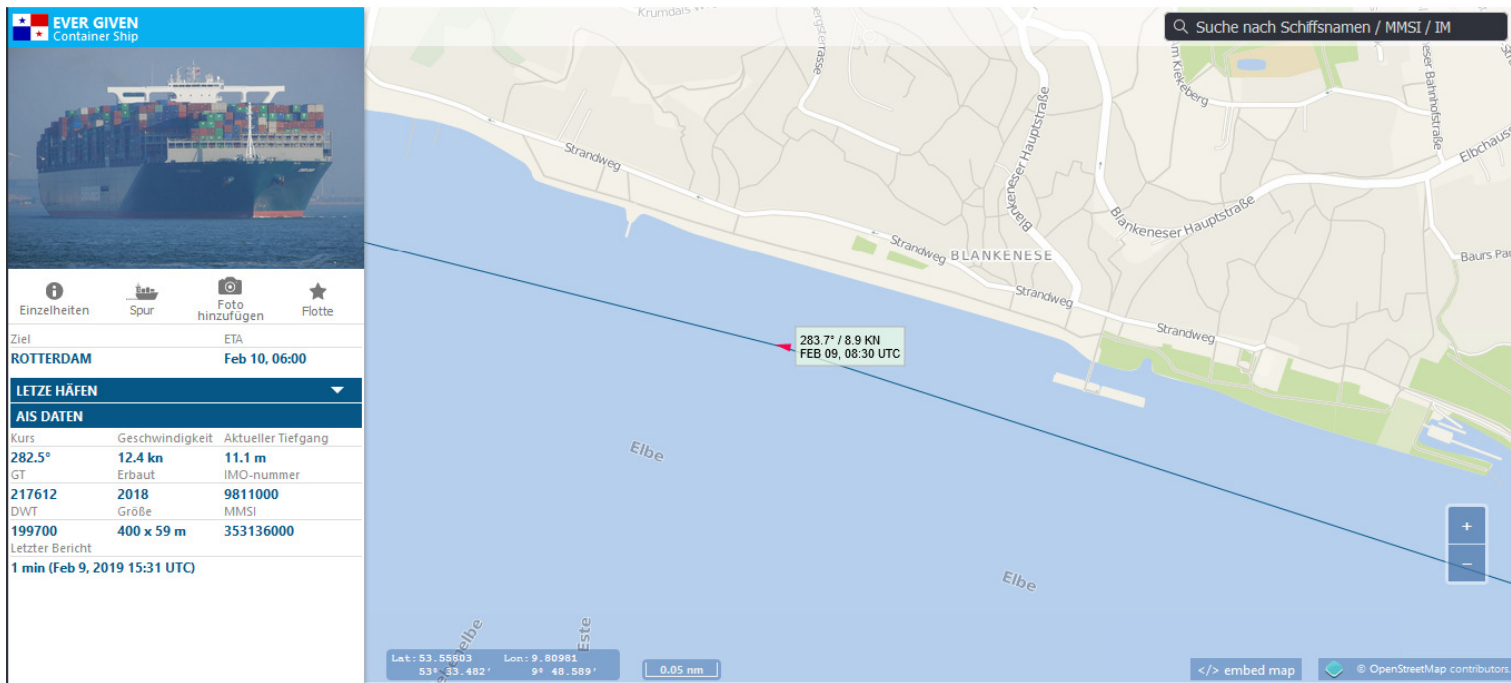 EVER GIVEN
Container Ship
Einzelheiten
Spur
Foto
hinzufügen
Flotte
Ziel ETA
ROTTERDAM Feb 10, 06:00
LETZE HÄFEN
AIS DATEN
Kurs Geschwindigkeit Aktueller Tiefgang
282.5° 12.4 kn 11.1 m
GT Erbaut IMO-nummer
217612 2018 9811000
DWT Größe MMSI
199700 400 x 59 m 353136000
Letzter Bericht
1 min (Feb 9, 2019 15:31 UTC)
Suche nach Schiffsnamen / MMSI / IM
Krumdals
Am Kiekeberg
Strandweg
Blankeneser Hauptstraße
Blankeneser Hauptstraße
Elbchaus
Strandweg
BLANKENESE
Baurs Par
Strandweg
Strandweg
283.7° / 8.9 KN
FEB 09, 08:30 UTC
Elbe
Elbe
Este
Lat: 53.55803 Lon: 9.80981
53° 33.482' 9° 48.589'
0.05 nm
+
−
</> embed map
© OpenStreetMap contributors.